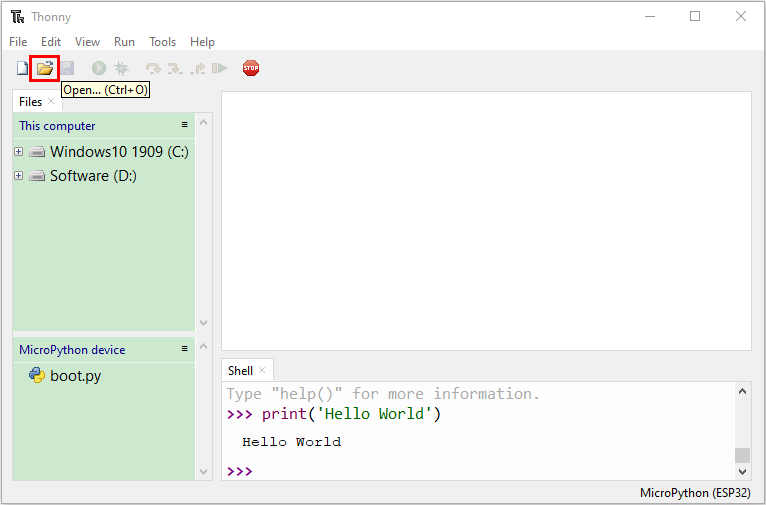 Thonny
File Edit View Run Tools Help
STOP
Open... (Ctrl+O)
Files
This computer
Windows10 1909 (C:)
Software (D:)
MicroPython device
boot.py
Shell
Type "help()" for more information.
>>> print('Hello World')
Hello World
>>>
MicroPython (ESP32)